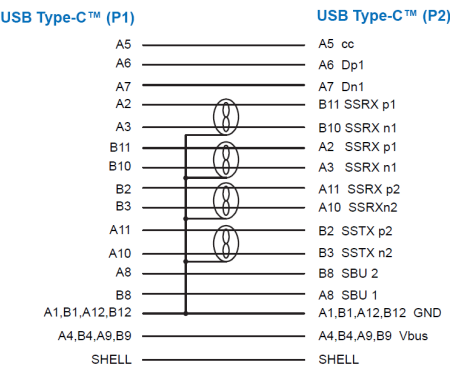 USB Type-C™ (P1) USB Type-C™ (P2)
A5 A5 cc
A6 A6 Dp1
A7 A7 Dn1
A2 B11 SSRX p1
A3 B10 SSRX n1
B11 A2 SSRX p1
B10 A3 SSRX n1
B2 A11 SSRX p2
B3 A10 SSRXn2
A11 B2 SSTX p2
A10 B3 SSTX n2
A8 B8 SBU 2
B8 A8 SBU 1
A1,B1,A12,B12 A1,B1,A12,B12 GND
A4,B4,A9,B9 A4,B4,A9,B9 Vbus
SHELL SHELL